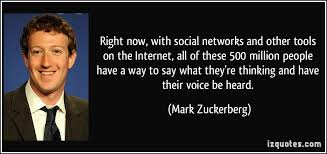 Right now, with social networks and other tools
on the Internet, all of these 500 million people
have a way to say what they're thinking and have
their voice be heard.
(Mark Zuckerberg)
izquotes.com